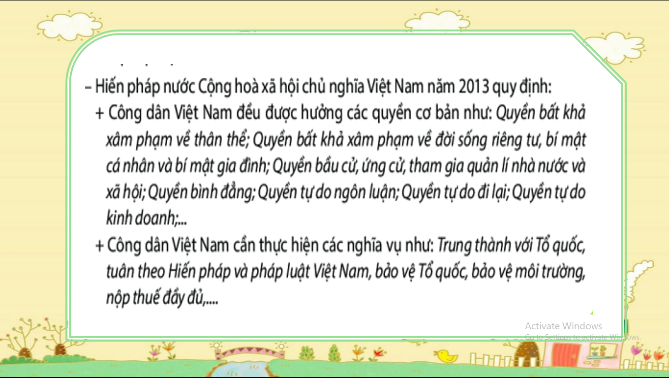 – Hiến pháp nước Cộng hoà xã hội chủ nghĩa Việt Nam năm 2013 quy định:
+ Công dân Việt Nam đều được hưởng các quyền cơ bản như: Quyền bất khả
xâm phạm về thân thể; Quyền bất khả xâm phạm về đời sống riêng tư, bí mật
cá nhân và bí mật gia đình; Quyền bầu cử, ứng cử, tham gia quản lí nhà nước và
xã hội; Quyền bình đẳng; Quyền tự do ngôn luận; Quyền tự do đi lại; Quyền tự do
kinh doanh;...
+ Công dân Việt Nam cần thực hiện các nghĩa vụ như: Trung thành với Tổ quốc,
tuân theo Hiến pháp và pháp luật Việt Nam, bảo vệ Tổ quốc, bảo vệ môi trường,
nộp thuế đầy đủ,....
Activate Windows
Go to Settings to activate Windows.